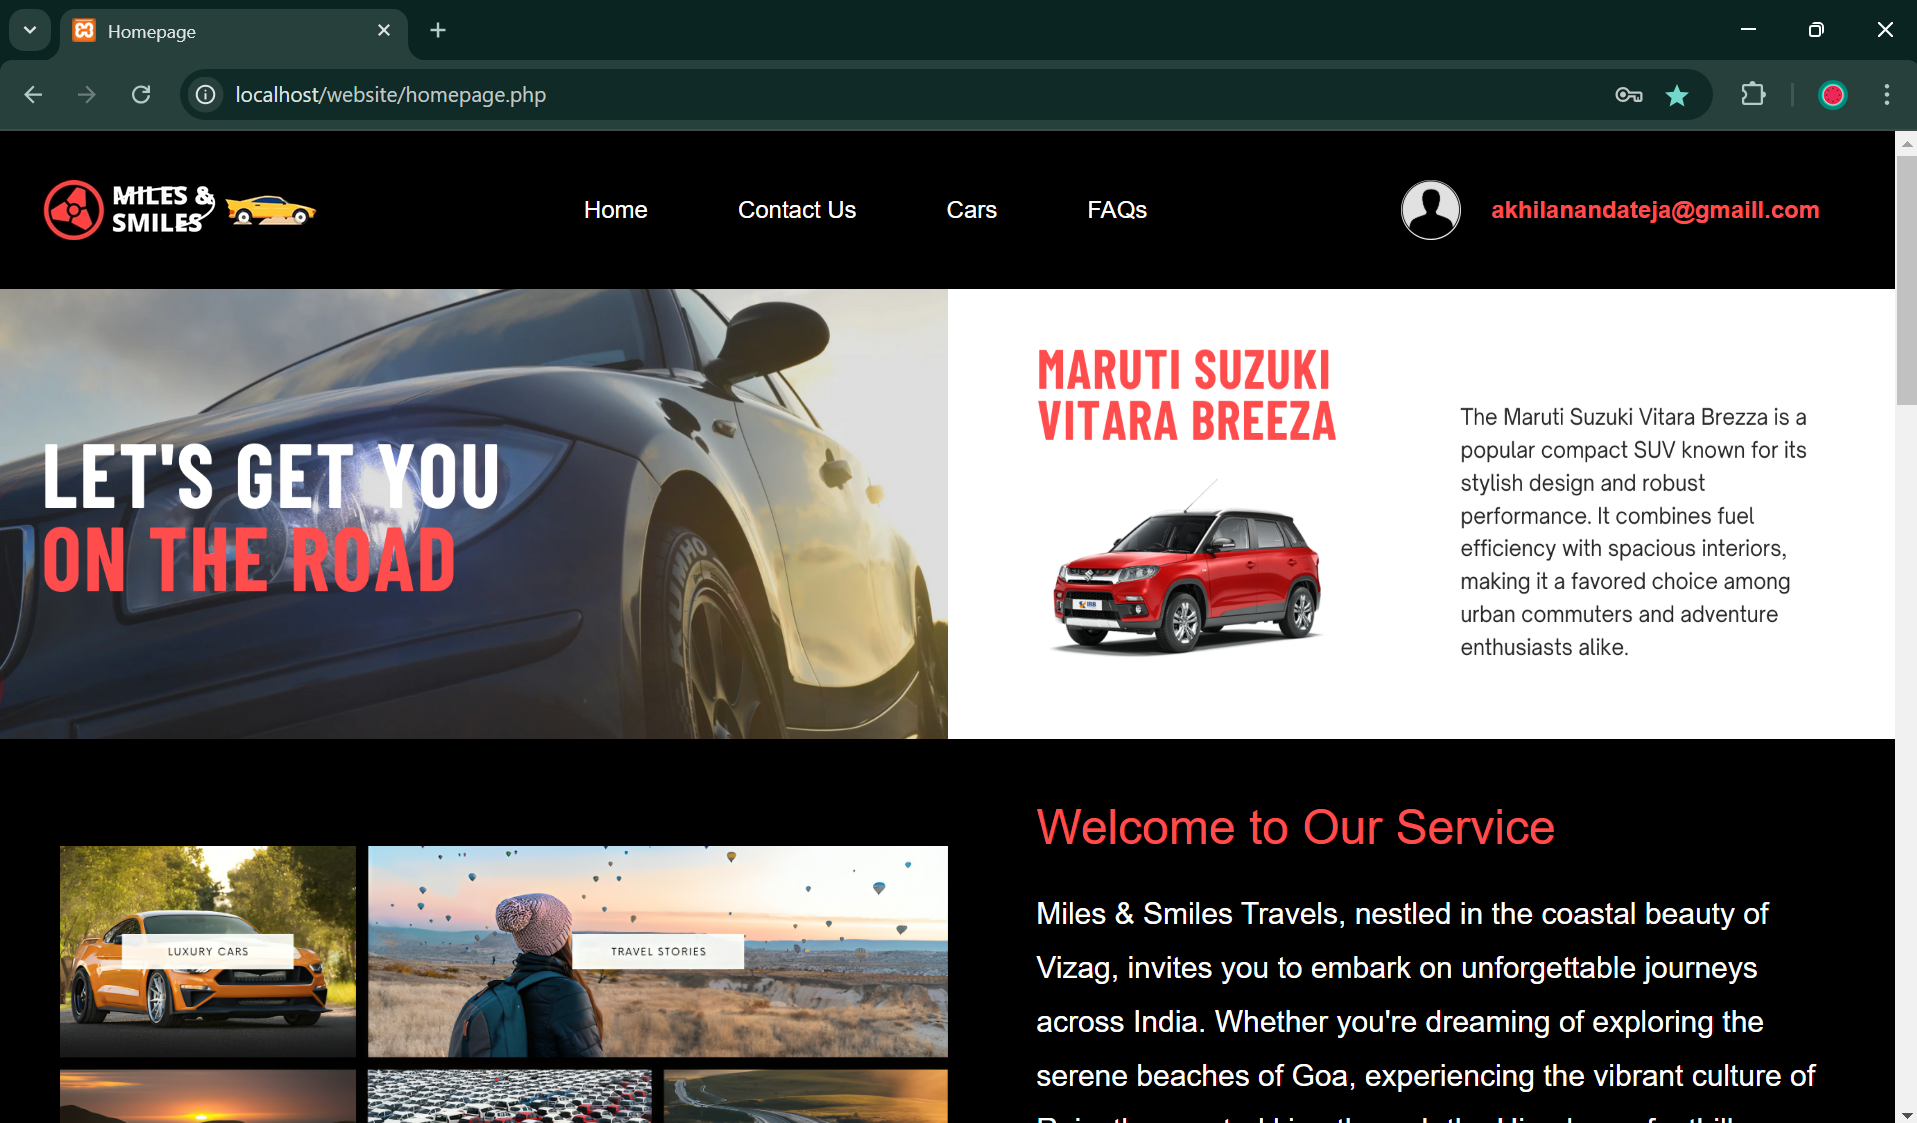 Homepage
localhost/website/homepage.php
MILES &
SMILES
Home
Contact Us
Cars
FAQs
akhilanandateja@gmaill.com
LET'S GET YOU
ON THE ROAD
MARUTI SUZUKI
VITARA BREEZA
The Maruti Suzuki Vitara Brezza is a
popular compact SUV known for its
stylish design and robust
performance. It combines fuel
efficiency with spacious interiors,
making it a favored choice among
urban commuters and adventure
enthusiasts alike.
LUXURY CARS
TRAVEL STORIES
Welcome to Our Service
Miles & Smiles Travels, nestled in the coastal beauty of
Vizag, invites you to embark on unforgettable journeys
across India. Whether you're dreaming of exploring the
serene beaches of Goa, experiencing the vibrant culture of